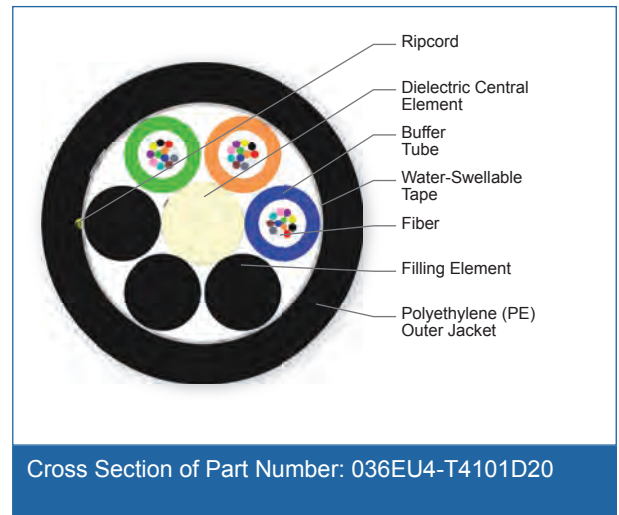 Ripcord
Dielectric Central
Element
Buffer
Tube
Water-Swellable
Tape
Fiber
Filling Element
Polyethylene (PE)
Outer Jacket
Cross Section of Part Number: 036EU4-T4101D20